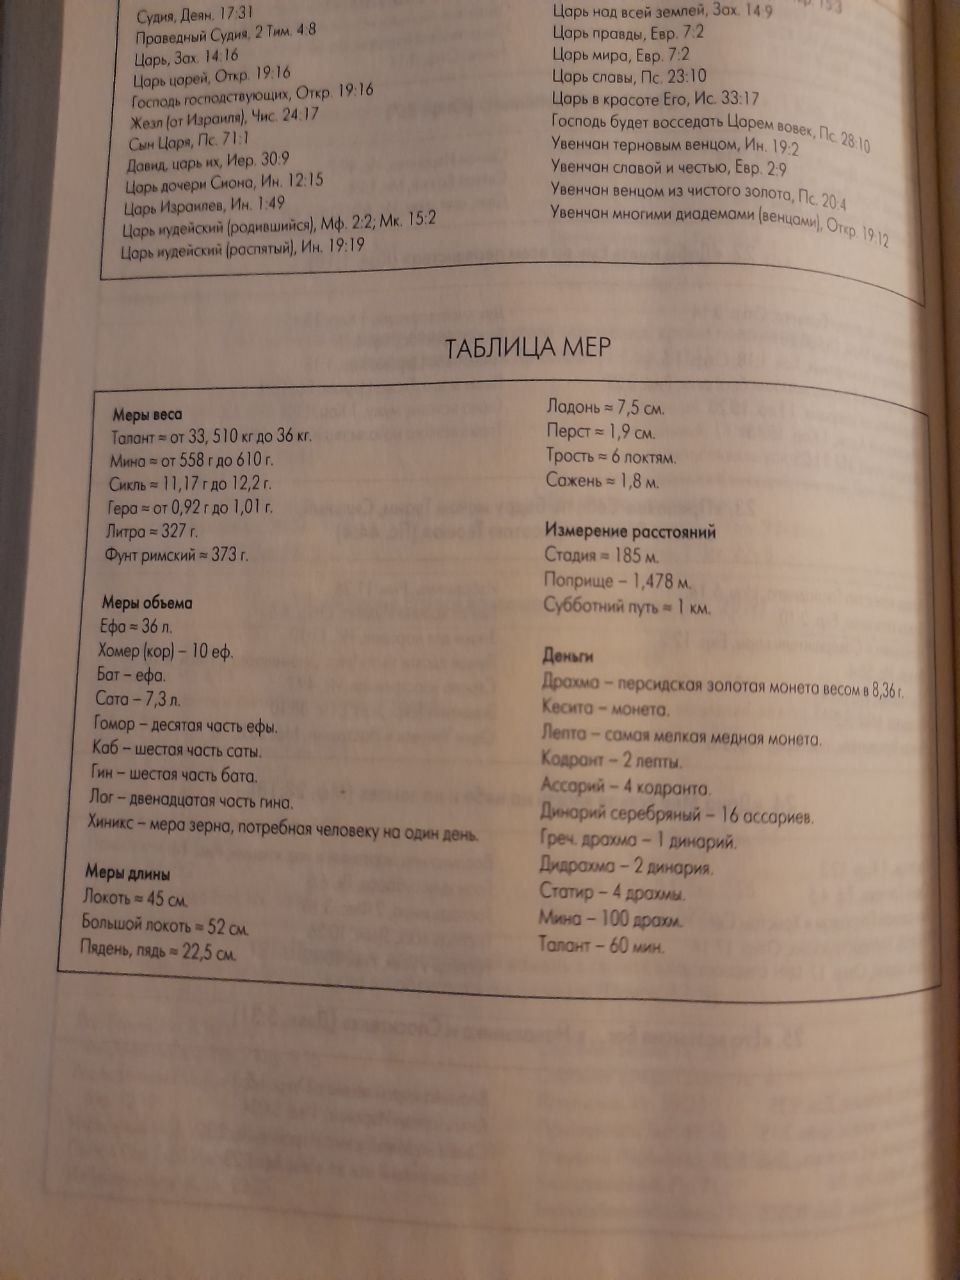 Судия, Деян. 17:31
Праведный Судия, 2 Тим. 4:8
Царь, Зах. 14:16
Царь царей, Откр. 19:16
Господь господствующих, Откр. 19:16
Жезл (от Израиля), Чис. 24:17
Сын Царя, Пс. 71:1
Давид, царь их, Иер. 30:9
Царь дочери Сиона, Ин. 12:15
Царь Израилев, Ин. 1:49
Царь иудейский (родившийся), Мф. 2:2; Мк. 15:2
Царь иудейский (распятый), Ин. 19:19
Царь над всей землей, Зах. 14:9
Царь правды, Евр. 7:2
Царь мира, Евр. 7:2
Царь славы, Пс. 23:10
Царь в красоте Его, Ис. 33:17
Господь будет восседать Царем вовек, Пс. 28:10
Увенчан терновым венцом, Ин. 19:2
Увенчан славой и честью, Евр. 2:9
Увенчан венцом из чистого золота, Пс. 20:4
Увенчан многими диадемами (венцами), Откр. 19:12
ТАБЛИЦА МЕР
Меры веса
Талант ≈ от 33, 510 кг до 36 кг.
Мина ≈ от 558 г до 610 г.
Сикль ≈ 11,17 г до 12,2 г.
Гера ≈ от 0,92 г до 1,01 г.
Литра ≈ 327 г.
Фунт римский ≈ 373 г.
Меры объема
Ефа ≈ 36 л.
Хомер (кор) – 10 еф.
Бат – ефа.
Сата – 7,3 л.
Гомор – десятая часть ефы.
Каб – шестая часть саты.
Гин – шестая часть бата.
Лог – двенадцатая часть гина.
Хиникс – мера зерна, потребная человеку на один день.
Меры длины
Локоть ≈ 45 см.
Большой локоть ≈ 52 см.
Пядень, пядь ≈ 22,5 см.
Ладонь ≈ 7,5 см.
Перст ≈ 1,9 см.
Трость ≈ 6 локтям.
Сажень ≈ 1,8 м.
Измерение расстояний
Стадия ≈ 185 м.
Поприще – 1,478 м.
Субботний путь ≈ 1 км.
Деньги
Драхма – персидская золотая монета весом в 8,36 г.
Кесита – монета.
Лепта – самая мелкая медная монета.
Кодрант – 2 лепты.
Ассарий – 4 кодранта.
Динарий серебряный – 16 ассариев.
Греч. драхма – 1 динарий.
Дидрахма – 2 динария.
Статир – 4 драхмы.
Мина – 100 драхм.
Талант – 60 мин.